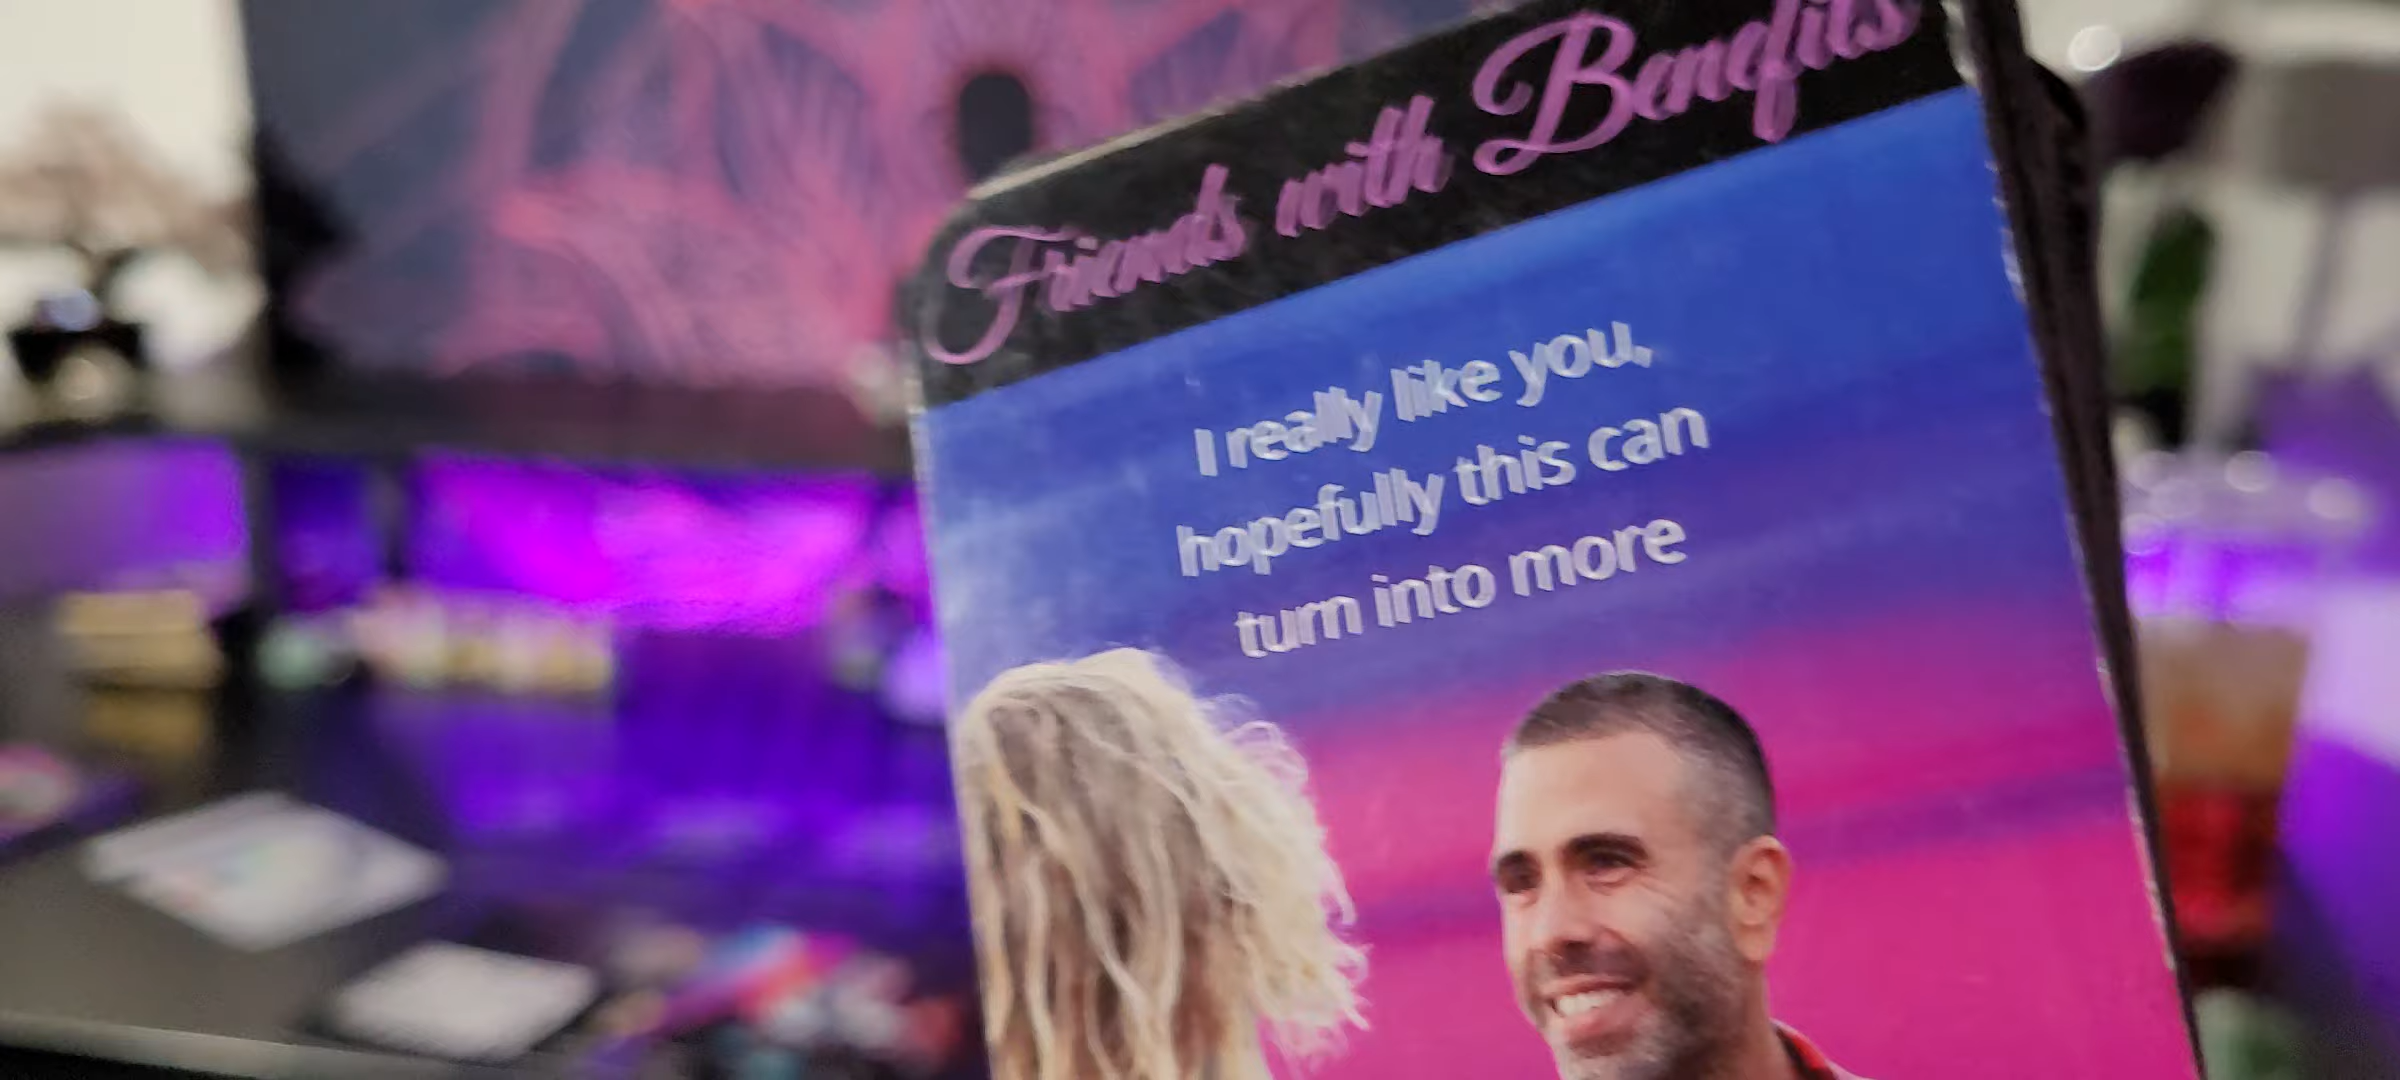 Friends with Benefits
I really like you,
hopefully this can
turn into more